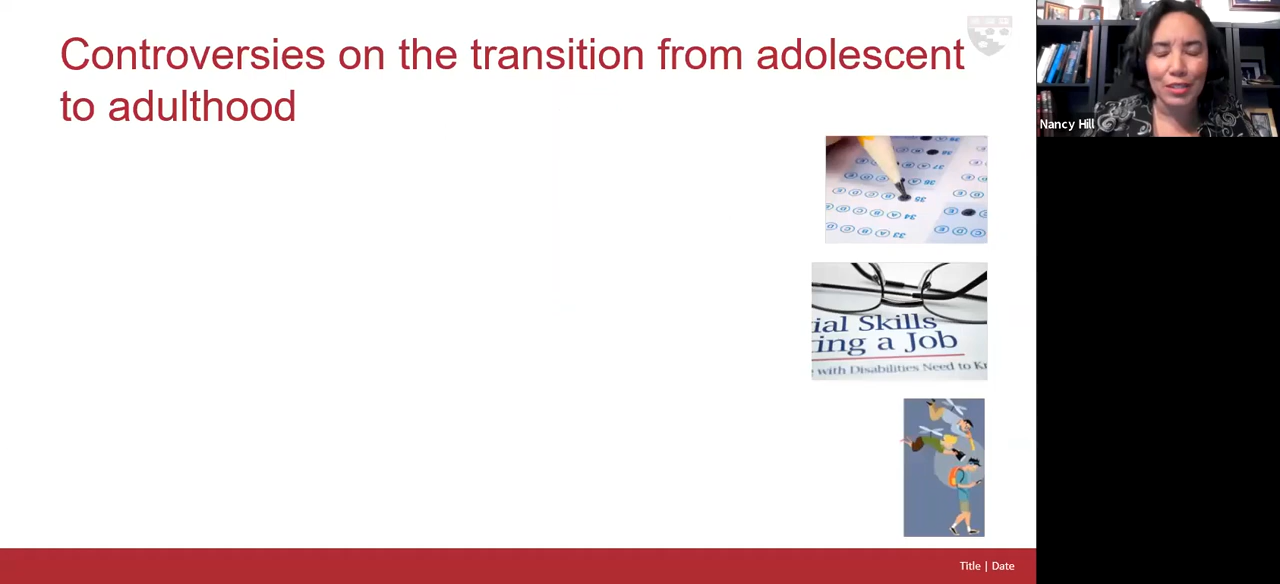 Controversies on the transition from adolescent
to adulthood
Nancy Hill
ial Skills
ing a Job
with Disabilities Need to
Title | Date